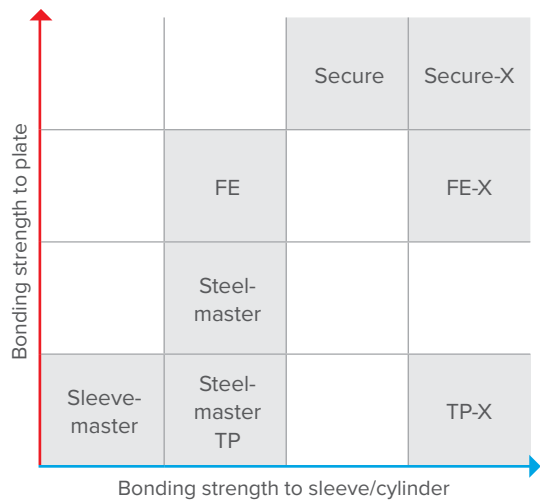 Bonding strength to plate
Secure
Secure-X
FE
FE-X
Steel-
master
Sleeve-
master
Steel-
master
TP
TP-X
Bonding strength to sleeve/cylinder